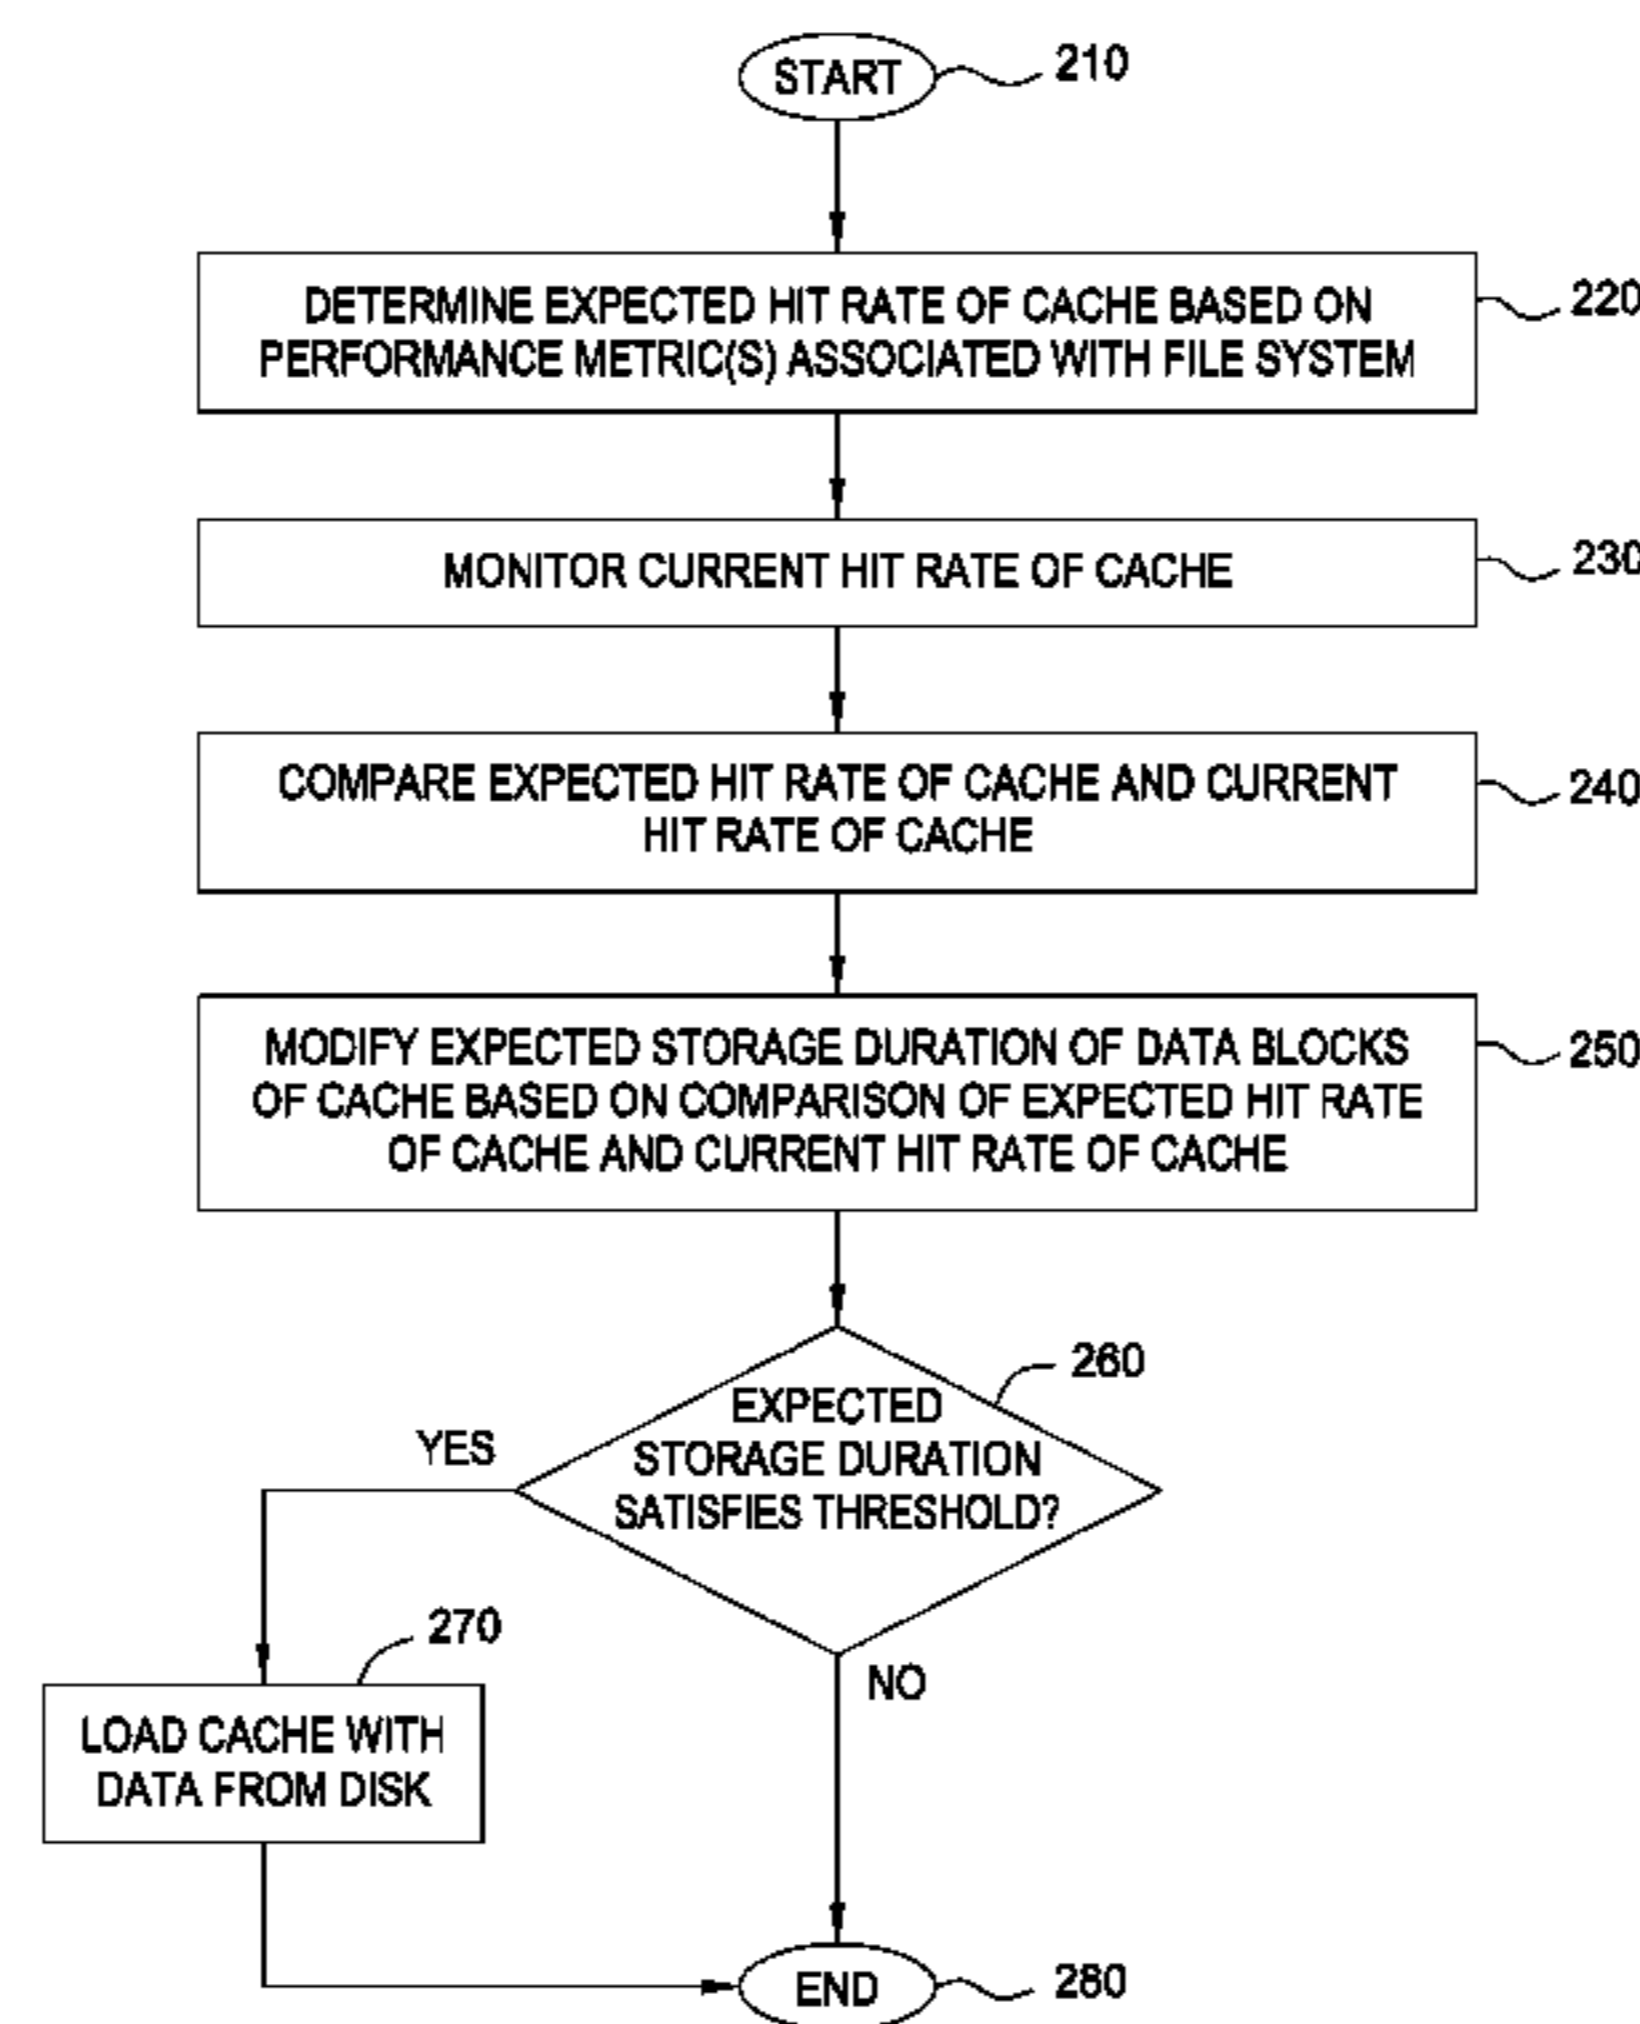 START
210
DETERMINE EXPECTED HIT RATE OF CACHE BASED ON
PERFORMANCE METRIC(S) ASSOCIATED WITH FILE SYSTEM
220
MONITOR CURRENT HIT RATE OF CACHE
230
COMPARE EXPECTED HIT RATE OF CACHE AND CURRENT
HIT RATE OF CACHE
240
MODIFY EXPECTED STORAGE DURATION OF DATA BLOCKS
OF CACHE BASED ON COMPARISON OF EXPECTED HIT RATE
OF CACHE AND CURRENT HIT RATE OF CACHE
250
260
EXPECTED
STORAGE DURATION
SATISFIES THRESHOLD?
YES
NO
270
LOAD CACHE WITH
DATA FROM DISK
END
280